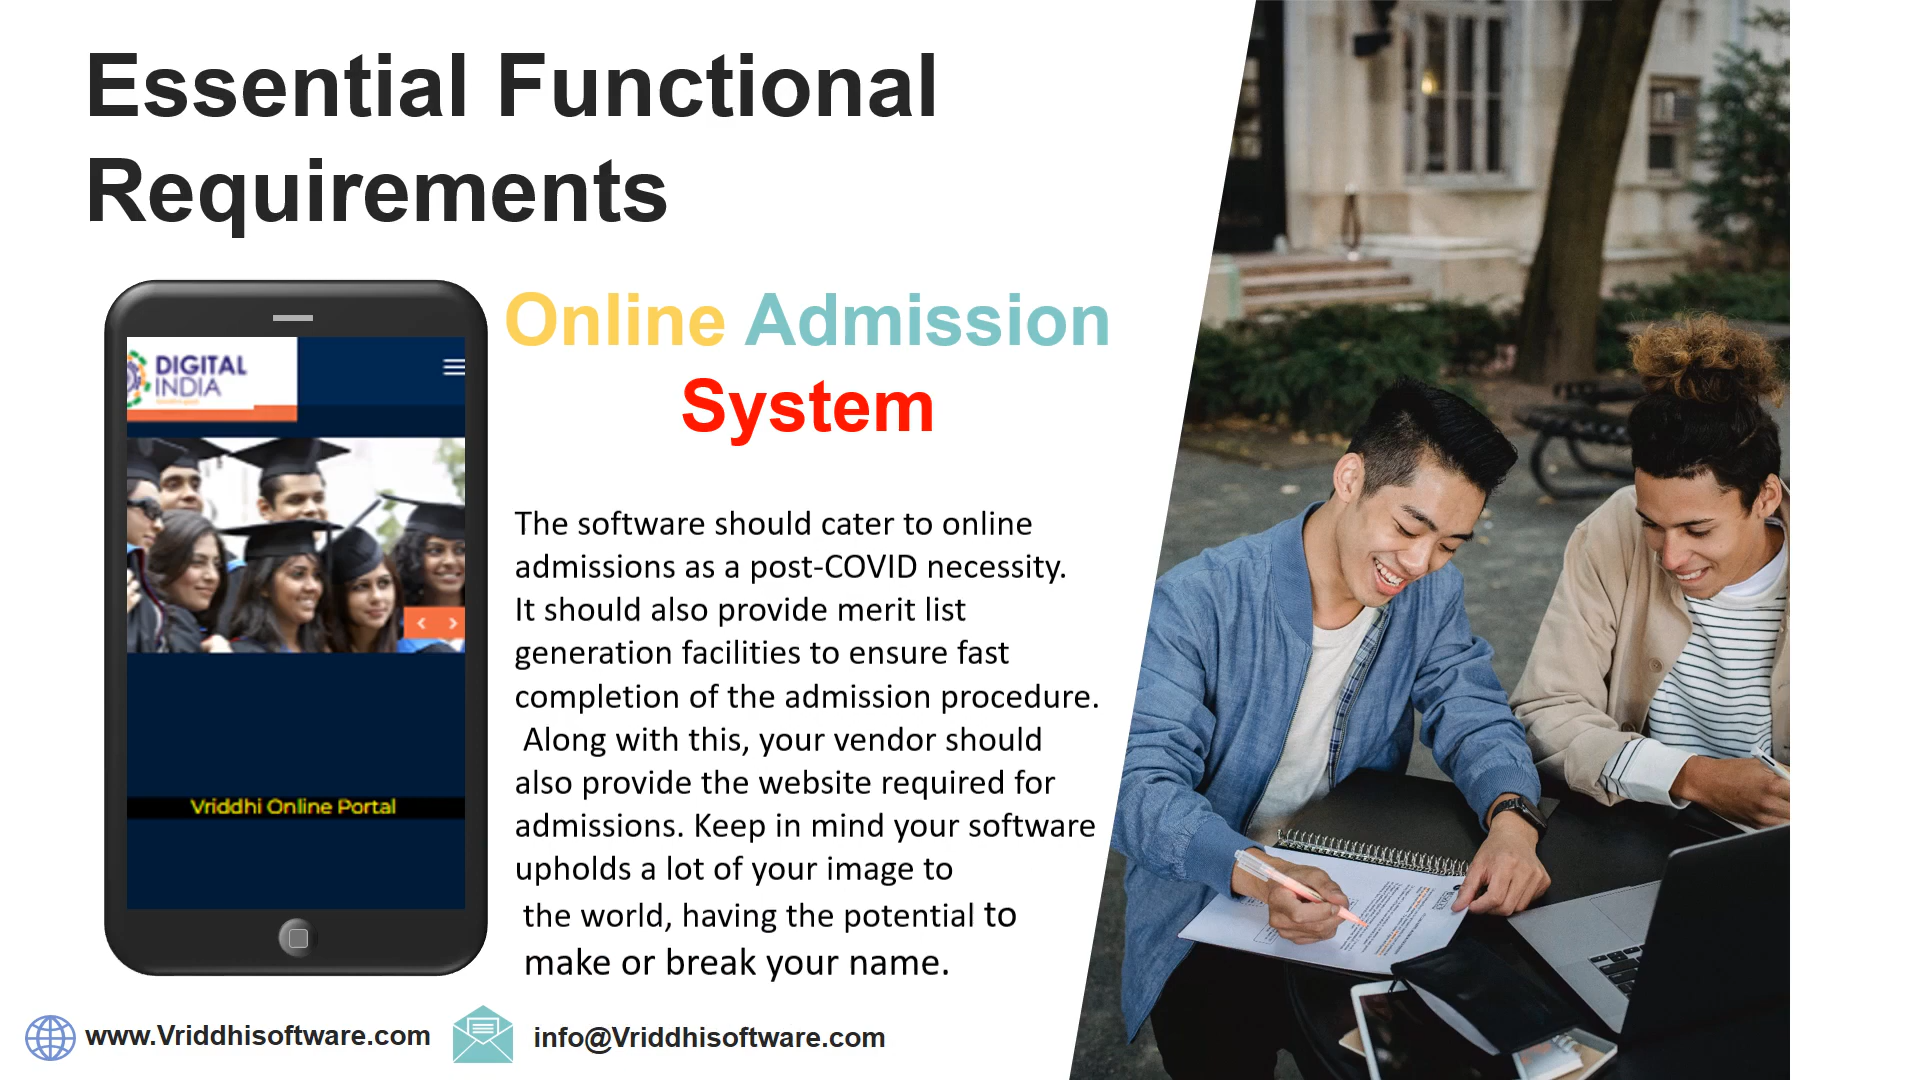 Essential Functional
Requirements
Online Admission
System
DIGITAL
INDIA
Vriddhi Online Portal
The software should cater to online
admissions as a post-COVID necessity.
It should also provide merit list
generation facilities to ensure fast
completion of the admission procedure.
Along with this, your vendor should
also provide the website required for
admissions. Keep in mind your software
upholds a lot of your image to
the world, having the potential to
make or break your name.
www.Vriddhisoftware.com
info@Vriddhisoftware.com